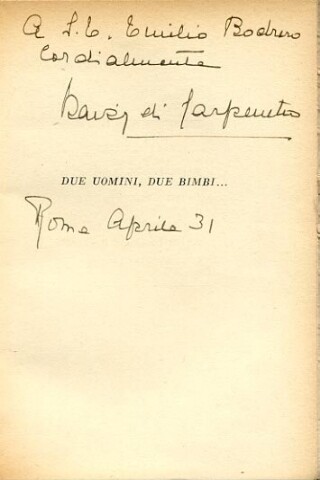 A S. E. Emilio Bodrero
Cordialmente
Daisy di Carpenetto
DUE UOMINI, DUE BIMBI...
Roma Aprile 31